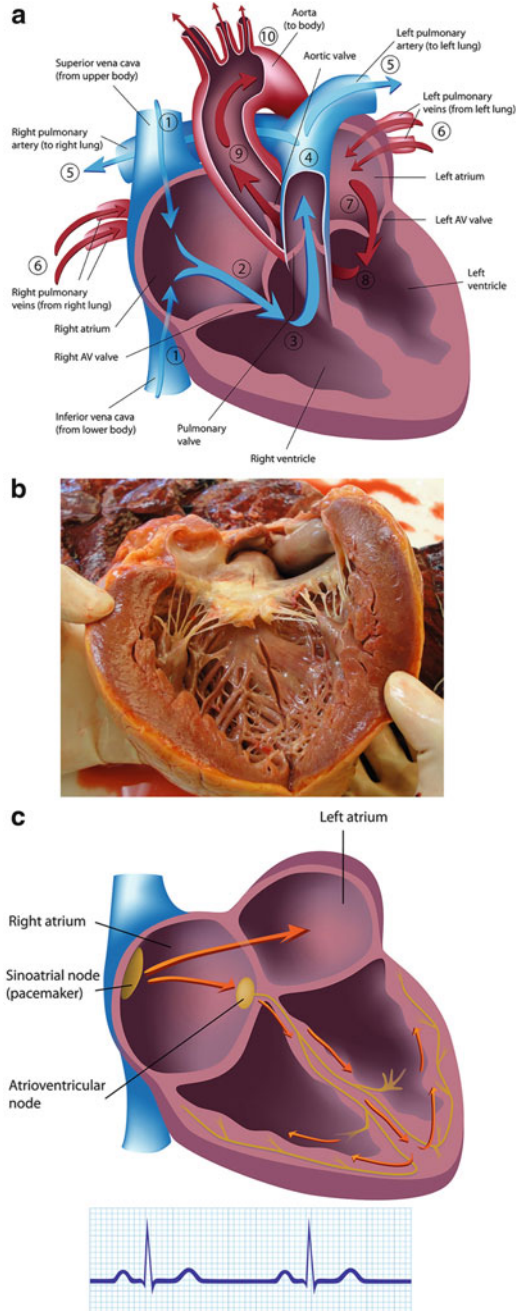 a
⑩
Aorta
(to body)
Aortic valve
Left pulmonary
artery (to left lung)
Superior vena cava
(from upper body)
⑤
Left pulmonary
veins (from left lung)
①
Right pulmonary
artery (to right lung)
⑥
⑤
④
⑨
Left atrium
⑦
Left AV valve
⑥
②
⑧
Left
ventricle
Right pulmonary
veins (from right lung)
Right atrium
③
Right AV valve
①
Inferior vena cava
(from lower body)
Pulmonary
valve
Right ventricle
b
c
Left atrium
Right atrium
Sinoatrial node
(pacemaker)
Atrioventricular
node